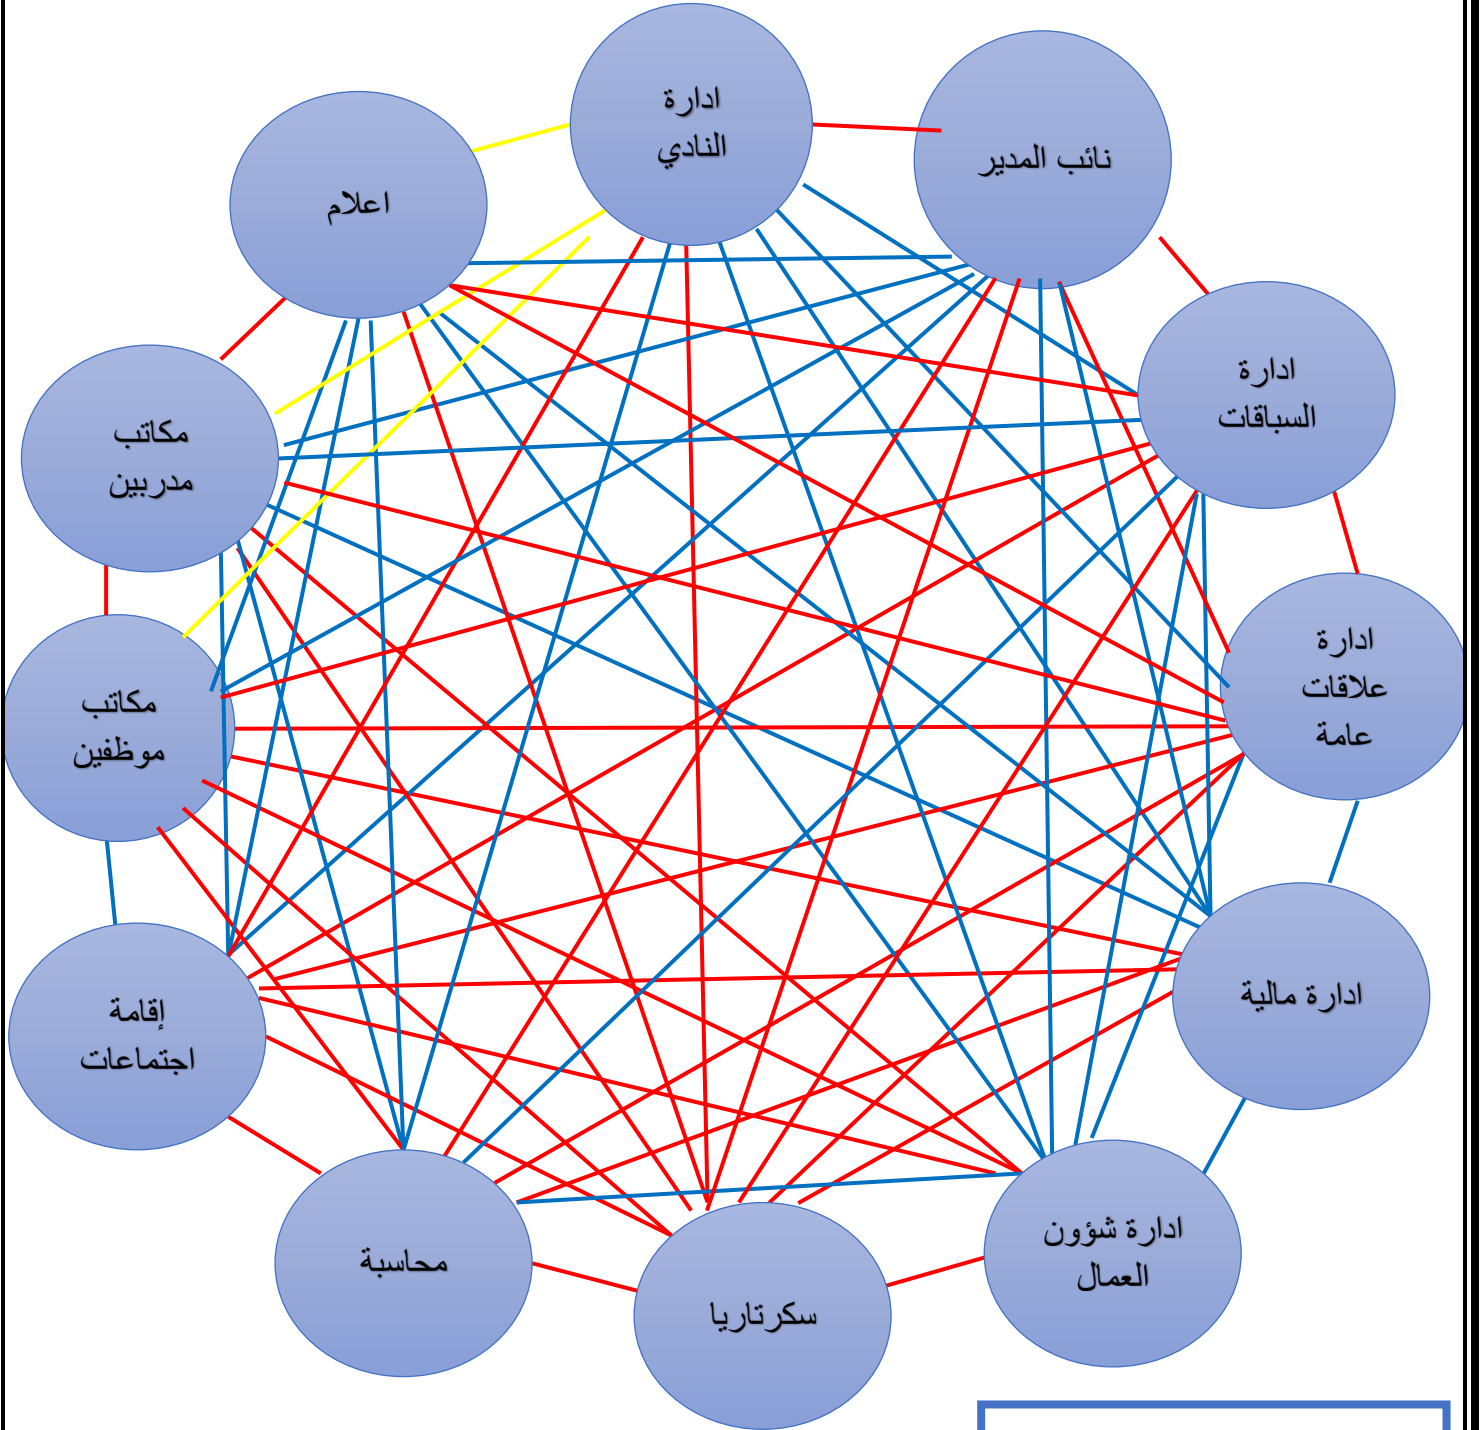 ادارة
النادي
نائب المدير
اعلام
ادارة
السباقات
مكاتب
مدربين
ادارة
علاقات
عامة
مكاتب
موظفين
ادارة مالية
إقامة
اجتماعات
ادارة شؤون
العمال
محاسبة
سكرتاريا